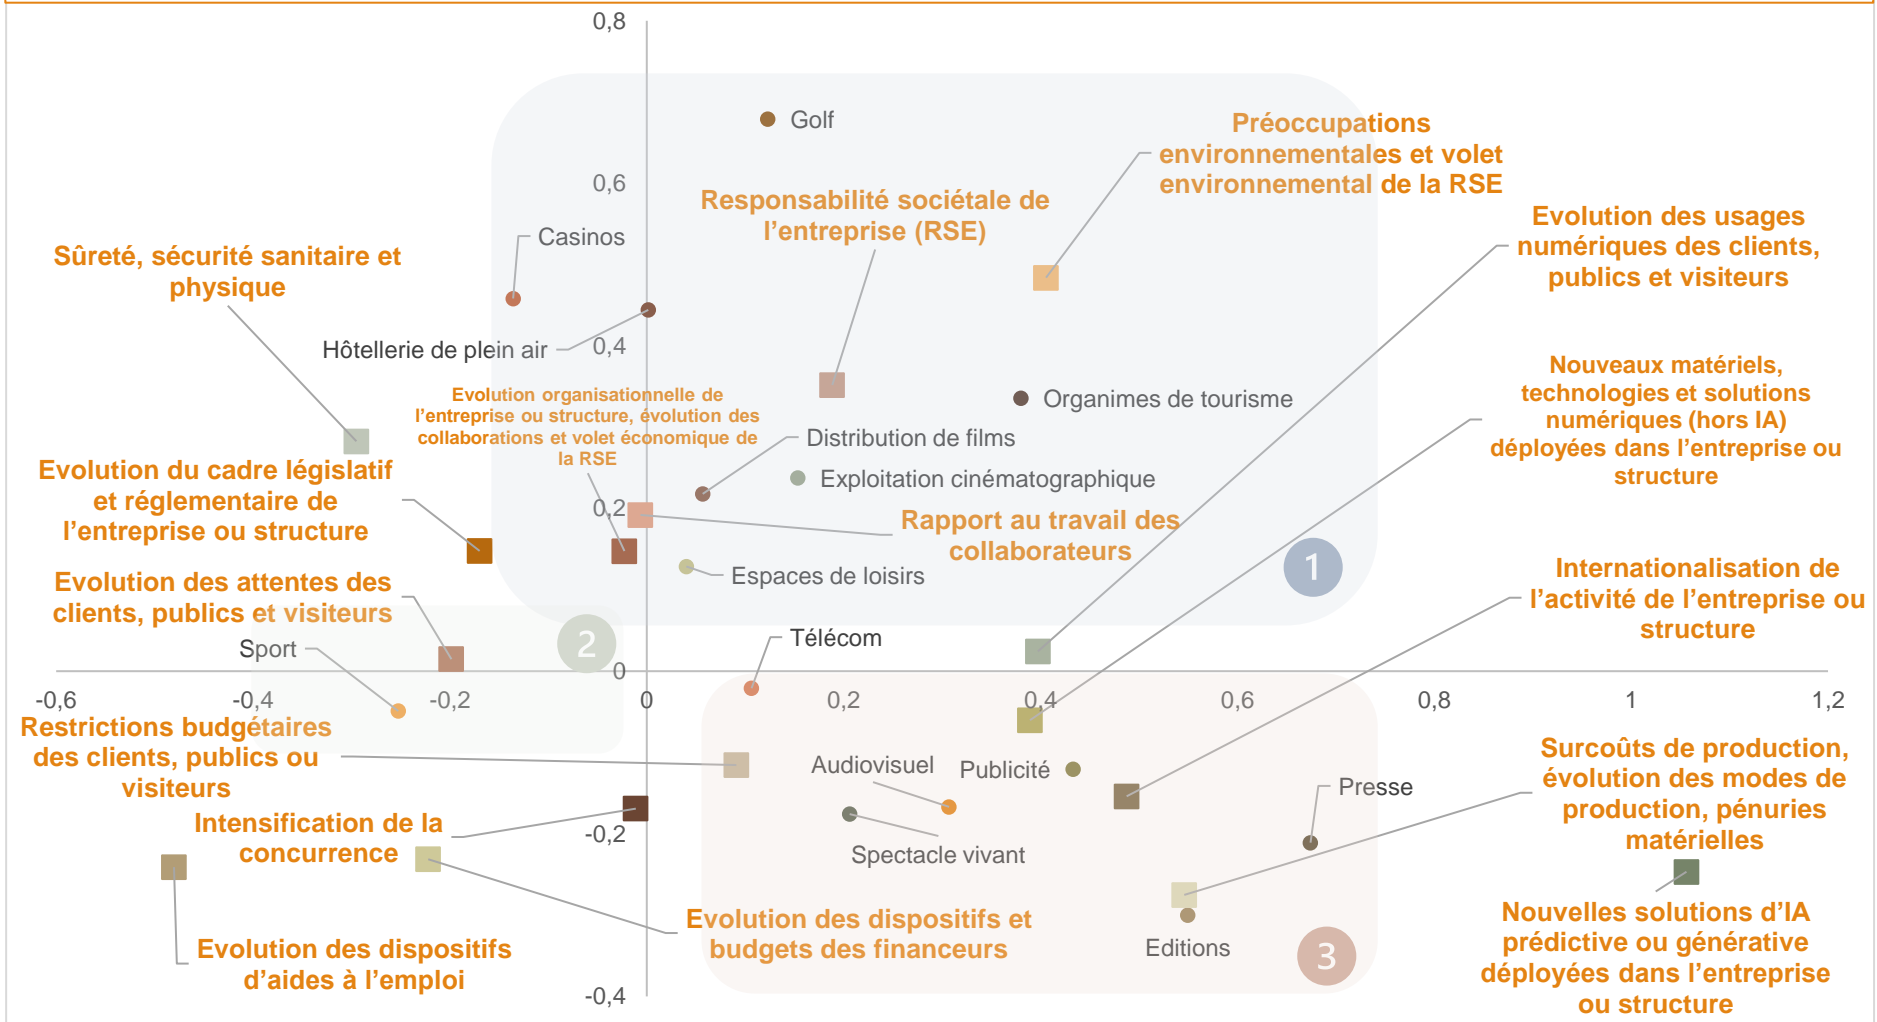 0,8
Golf
Préoccupations
environnementales et volet
environnemental de la RSE
0,6
Responsabilité sociétale de
l’entreprise (RSE)
Evolution des usages
numériques des clients,
publics et visiteurs
Casinos
Sûreté, sécurité sanitaire et
physique
Hôtellerie de plein air
0,4
Nouveaux matériels,
technologies et solutions
numériques (hors IA)
déployées dans l’entreprise ou
structure
Evolution organisationnelle de
l’entreprise ou structure, évolution des
collaborations et volet économique de
la RSE
Organimes de tourisme
Distribution de films
Exploitation cinématographique
Evolution du cadre législatif
et réglementaire de
l’entreprise ou structure
0,2
Rapport au travail des
collaborateurs
Espaces de loisirs
1
Internationalisation de
l’activité de l’entreprise ou
structure
Evolution des attentes des
clients, publics et visiteurs
2
Sport
Télécom
0
-0,6
-0,4
-0,2
0
0,2
0,4
0,6
0,8
1
1,2
Restrictions budgétaires
des clients, publics ou
visiteurs
Audiovisuel
Publicité
Presse
Surcoûts de production,
évolution des modes de
production, pénuries
matérielles
Intensification de la
concurrence
-0,2
Spectacle vivant
Evolution des dispositifs et
budgets des financeurs
Editions
3
Nouvelles solutions d’IA
prédictive ou générative
déployées dans l’entreprise
ou structure
Evolution des dispositifs
d’aides à l’emploi
-0,4